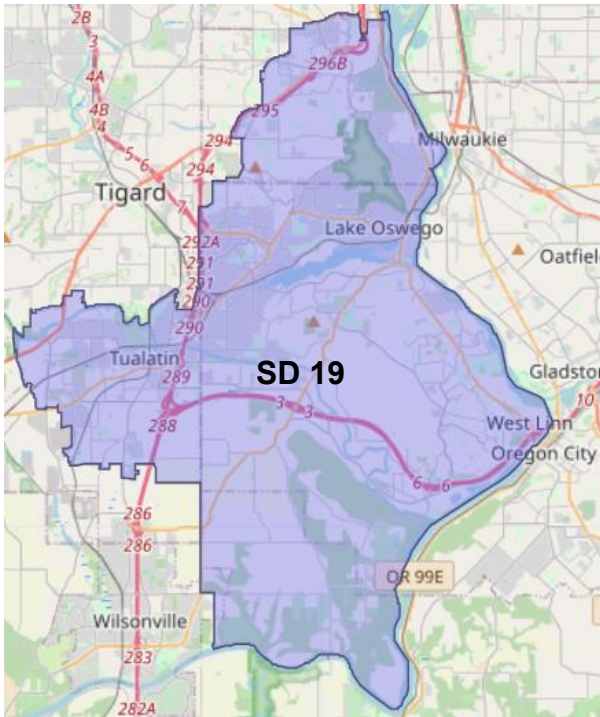 2B
3
296B
4A
295
4B
4
294
Milwaukie
5
6
294
Tigard
7
292A
Lake Oswego
291
Oatfiel
291
290
290
Tualatin
SD 19
289
Gladston
3
3
10
288
West Linn
6
6
Oregon City
286
286
OR 99E
Wilsonville
283
282A